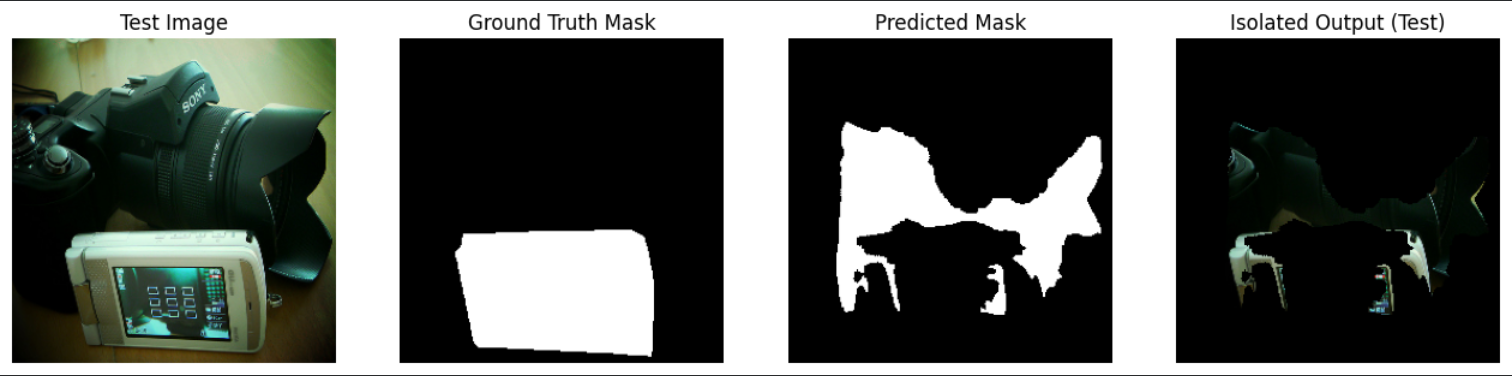 Test Image
Ground Truth Mask
Predicted Mask
Isolated Output (Test)
SONY